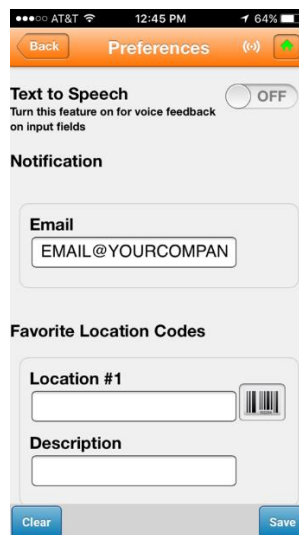 AT&T 12:45 PM 64%
Back Preferences
Text to Speech OFF
Turn this feature on for voice feedback
on input fields
Notification
Email
EMAIL@YOURCOMPAN
Favorite Location Codes
Location #1
Description
Clear Save